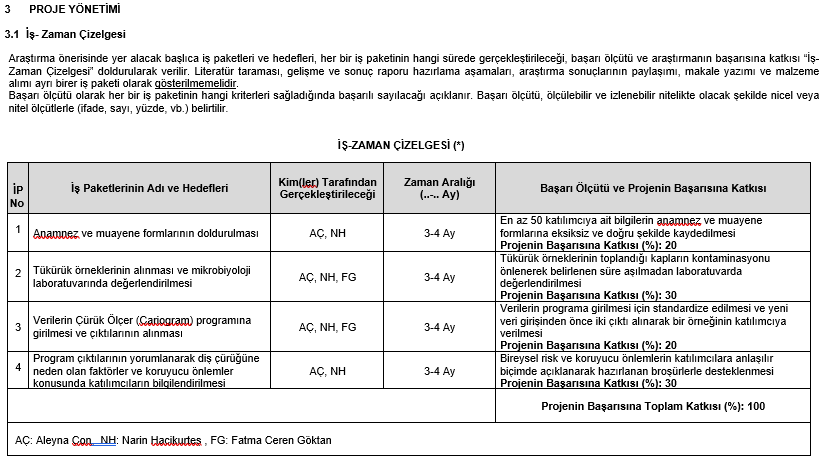 3 PROJE YÖNETİMİ
3.1 İş- Zaman Çizelgesi
Araştırma önerisinde yer alacak başlıca iş paketleri ve hedefleri, her bir iş paketinin hangi sürede gerçekleştirileceği, başarı ölçütü ve araştırmanın başarısına katkısı “İş-
Zaman Çizelgesi” doldurularak verilir. Literatür taraması, gelişme ve sonuç raporu hazırlama aşamaları, araştırma sonuçlarının paylaşımı, makale yazımı ve malzeme
alımı ayrı birer iş paketi olarak gösterilmemelidir.
Başarı ölçütü olarak her bir iş paketinin hangi kriterleri sağladığında başarılı sayılacağı açıklanır. Başarı ölçütü, ölçülebilir ve izlenebilir nitelikte olacak şekilde nicel veya
nitel ölçütlerle (ifade, sayı, yüzde, vb.) belirtilir.
İŞ-ZAMAN ÇİZELGESİ (*)
İP
No
İş Paketlerinin Adı ve Hedefleri
Kim(ler) Tarafından
Gerçekleştirileceği
Zaman Aralığı
(..-.. Ay)
Başarı Ölçütü ve Projenin Başarısına Katkısı
1
Anamnez ve muayene formlarının doldurulması
AÇ, NH
3-4 Ay
En az 50 katılımcıya ait bilgilerin anamnez ve muayene
formlarına eksiksiz ve doğru şekilde kaydedilmesi
Projenin Başarısına Katkısı (%): 20
2
Tükürük örneklerinin alınması ve mikrobiyoloji
laboratuvarında değerlendirilmesi
AÇ, NH, FG
3-4 Ay
Tükürük örneklerinin toplandığı kapların kontaminasyonu
önlenerek belirlenen süre aşılmadan laboratuvarda
değerlendirilmesi
Projenin Başarısına Katkısı (%): 30
3
Verilerin Çürük Ölçer (Cariogram) programına
girilmesi ve çıktılarının alınması
AÇ, NH, FG
3-4 Ay
Verilerin programa girilmesi için standardize edilmesi ve yeni
veri girişinden önce iki çıktı alınarak bir örneğinin katılımcıya
verilmesi
Projenin Başarısına Katkısı (%): 20
4
Program çıktılarının yorumlanarak diş çürüğüne
neden olan faktörler ve koruyucu önlemler
konusunda katılımcıların bilgilendirilmesi
AÇ, NH
3-4 Ay
Bireysel risk ve koruyucu önlemlerin katılımcılara anlaşılır
biçimde açıklanarak hazırlanan broşürlerle desteklenmesi
Projenin Başarısına Katkısı (%): 30
Projenin Başarısına Toplam Katkısı (%): 100
AÇ: Aleyna Çon, NH: Narin Hacikurteş , FG: Fatma Ceren Göktan